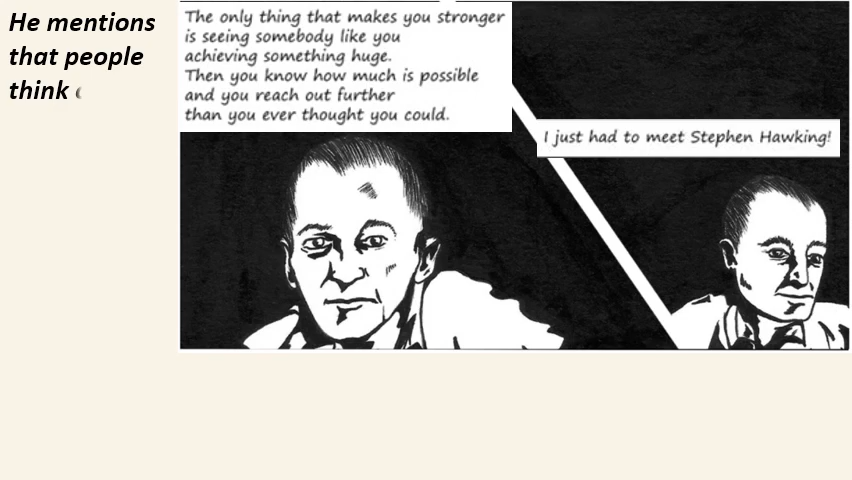 He mentions
that people
think
The only thing that makes you stronger
is seeing somebody like you
achieving something huge.
Then you know how much is possible
and you reach out further
than you ever thought you could.
I just had to meet Stephen Hawking!